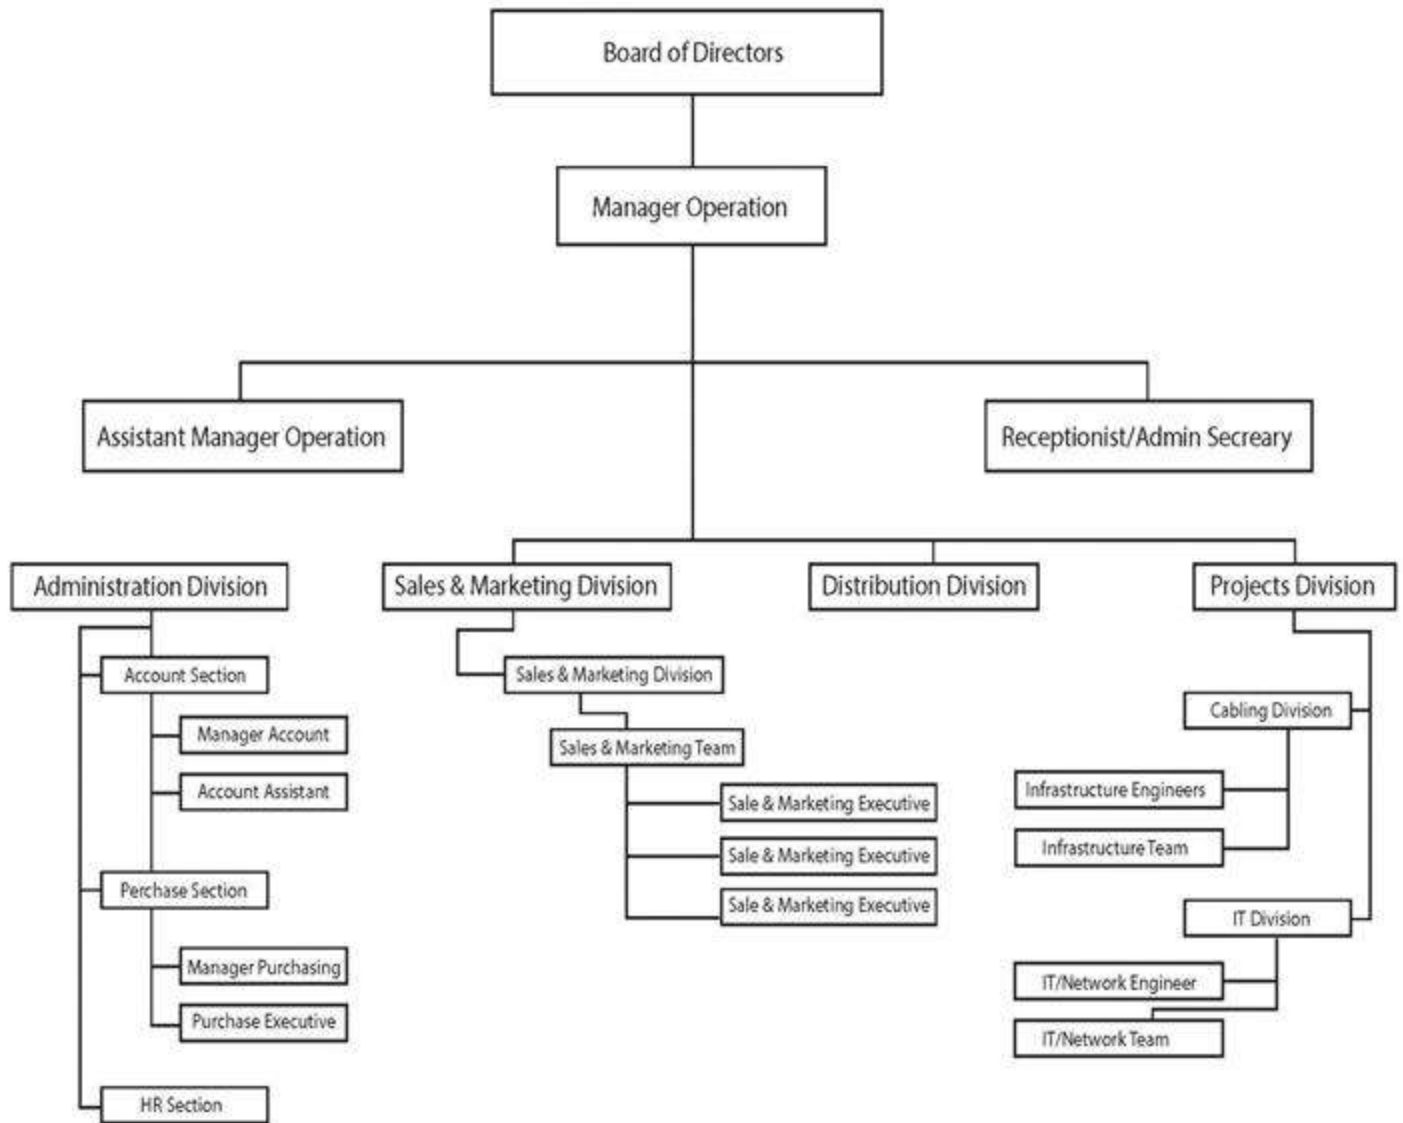 Board of Directors
Manager Operation
Assistant Manager Operation
Receptionist/Admin Secreary
Administration Division
Sales & Marketing Division
Distribution Division
Projects Division
Account Section
Manager Account
Account Assistant
Perchase Section
Manager Purchasing
Purchase Executive
HR Section
Sales & Marketing Division
Sales & Marketing Team
Sale & Marketing Executive
Sale & Marketing Executive
Sale & Marketing Executive
Cabling Division
Infrastructure Engineers
Infrastructure Team
IT Division
IT/Network Engineer
IT/Network Team